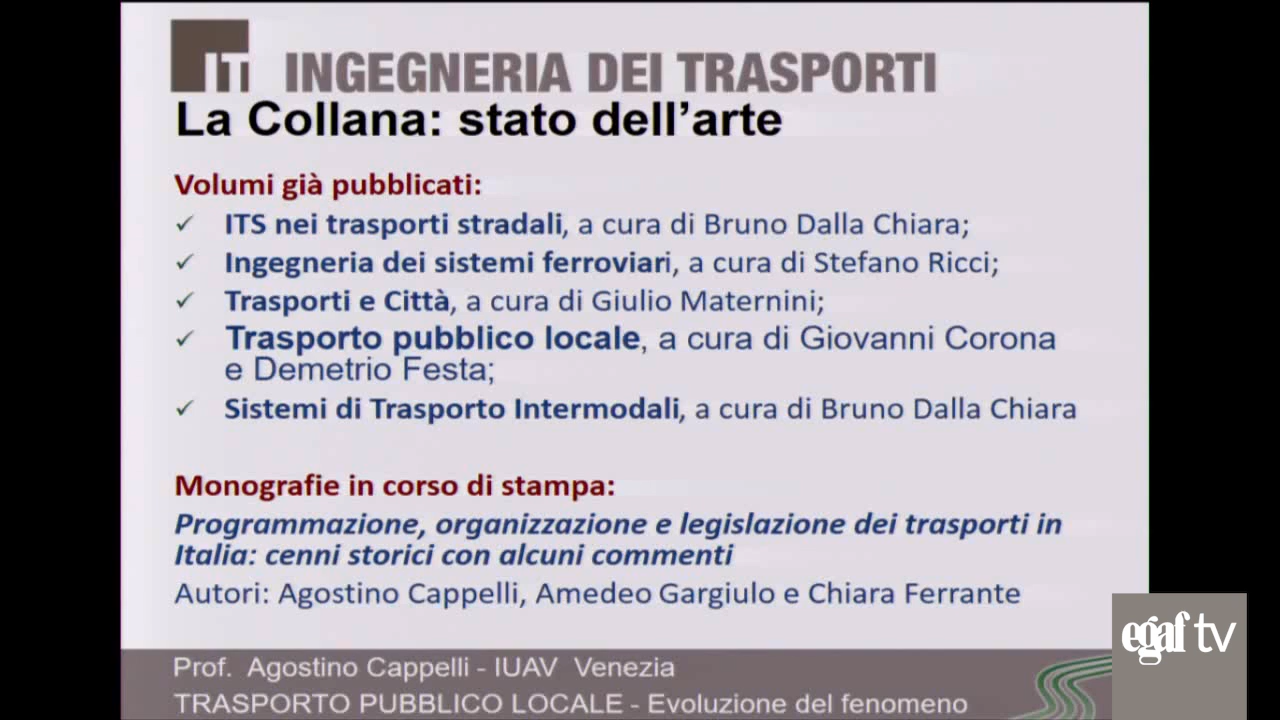 IT INGEGNERIA DEI TRASPORTI
La Collana: stato dell’arte
Volumi già pubblicati:
✓ ITS nei trasporti stradali, a cura di Bruno Dalla Chiara;
✓ Ingegneria dei sistemi ferroviari, a cura di Stefano Ricci;
✓ Trasporti e Città, a cura di Giulio Maternini;
✓ Trasporto pubblico locale, a cura di Giovanni Corona
e Demetrio Festa;
✓ Sistemi di Trasporto Intermodali, a cura di Bruno Dalla Chiara
Monografie in corso di stampa:
Programmazione, organizzazione e legislazione dei trasporti in
Italia: cenni storici con alcuni commenti
Autori: Agostino Cappelli, Amedeo Gargiulo e Chiara Ferrante
egaf tv
Prof. Agostino Cappelli - IUAV Venezia
TRASPORTO PUBBLICO LOCALE - Evoluzione del fenomeno